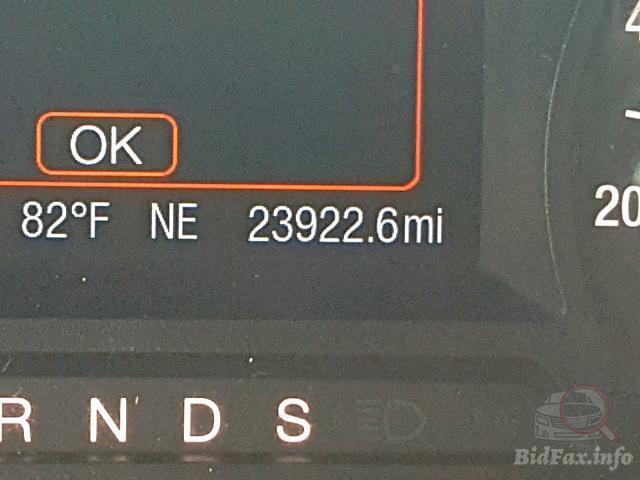 OK
82°F NE 23922.6mi
20
R N D S
BidFax.info